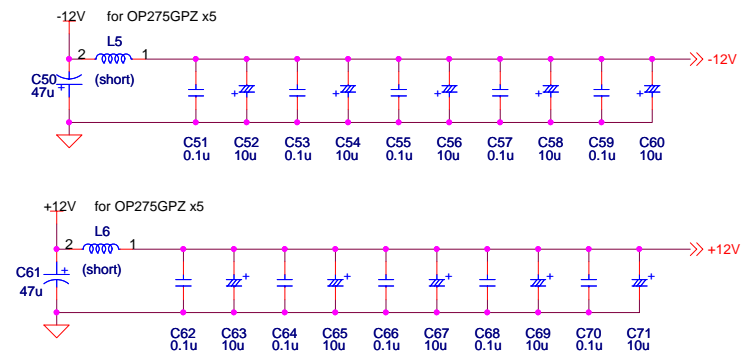 -12V for OP275GPZ x5
L5
2 1
-12V
C50 +
47u
(short)
+ + + + +
C51 C52 C53 C54 C55 C56 C57 C58 C59 C60
0.1u 10u 0.1u 10u 0.1u 10u 0.1u 10u 0.1u 10u
+12V for OP275GPZ x5
L6
2 1
+12V
C61 +
47u
(short)
+ + + + +
C62 C63 C64 C65 C66 C67 C68 C69 C70 C71
0.1u 10u 0.1u 10u 0.1u 10u 0.1u 10u 0.1u 10u